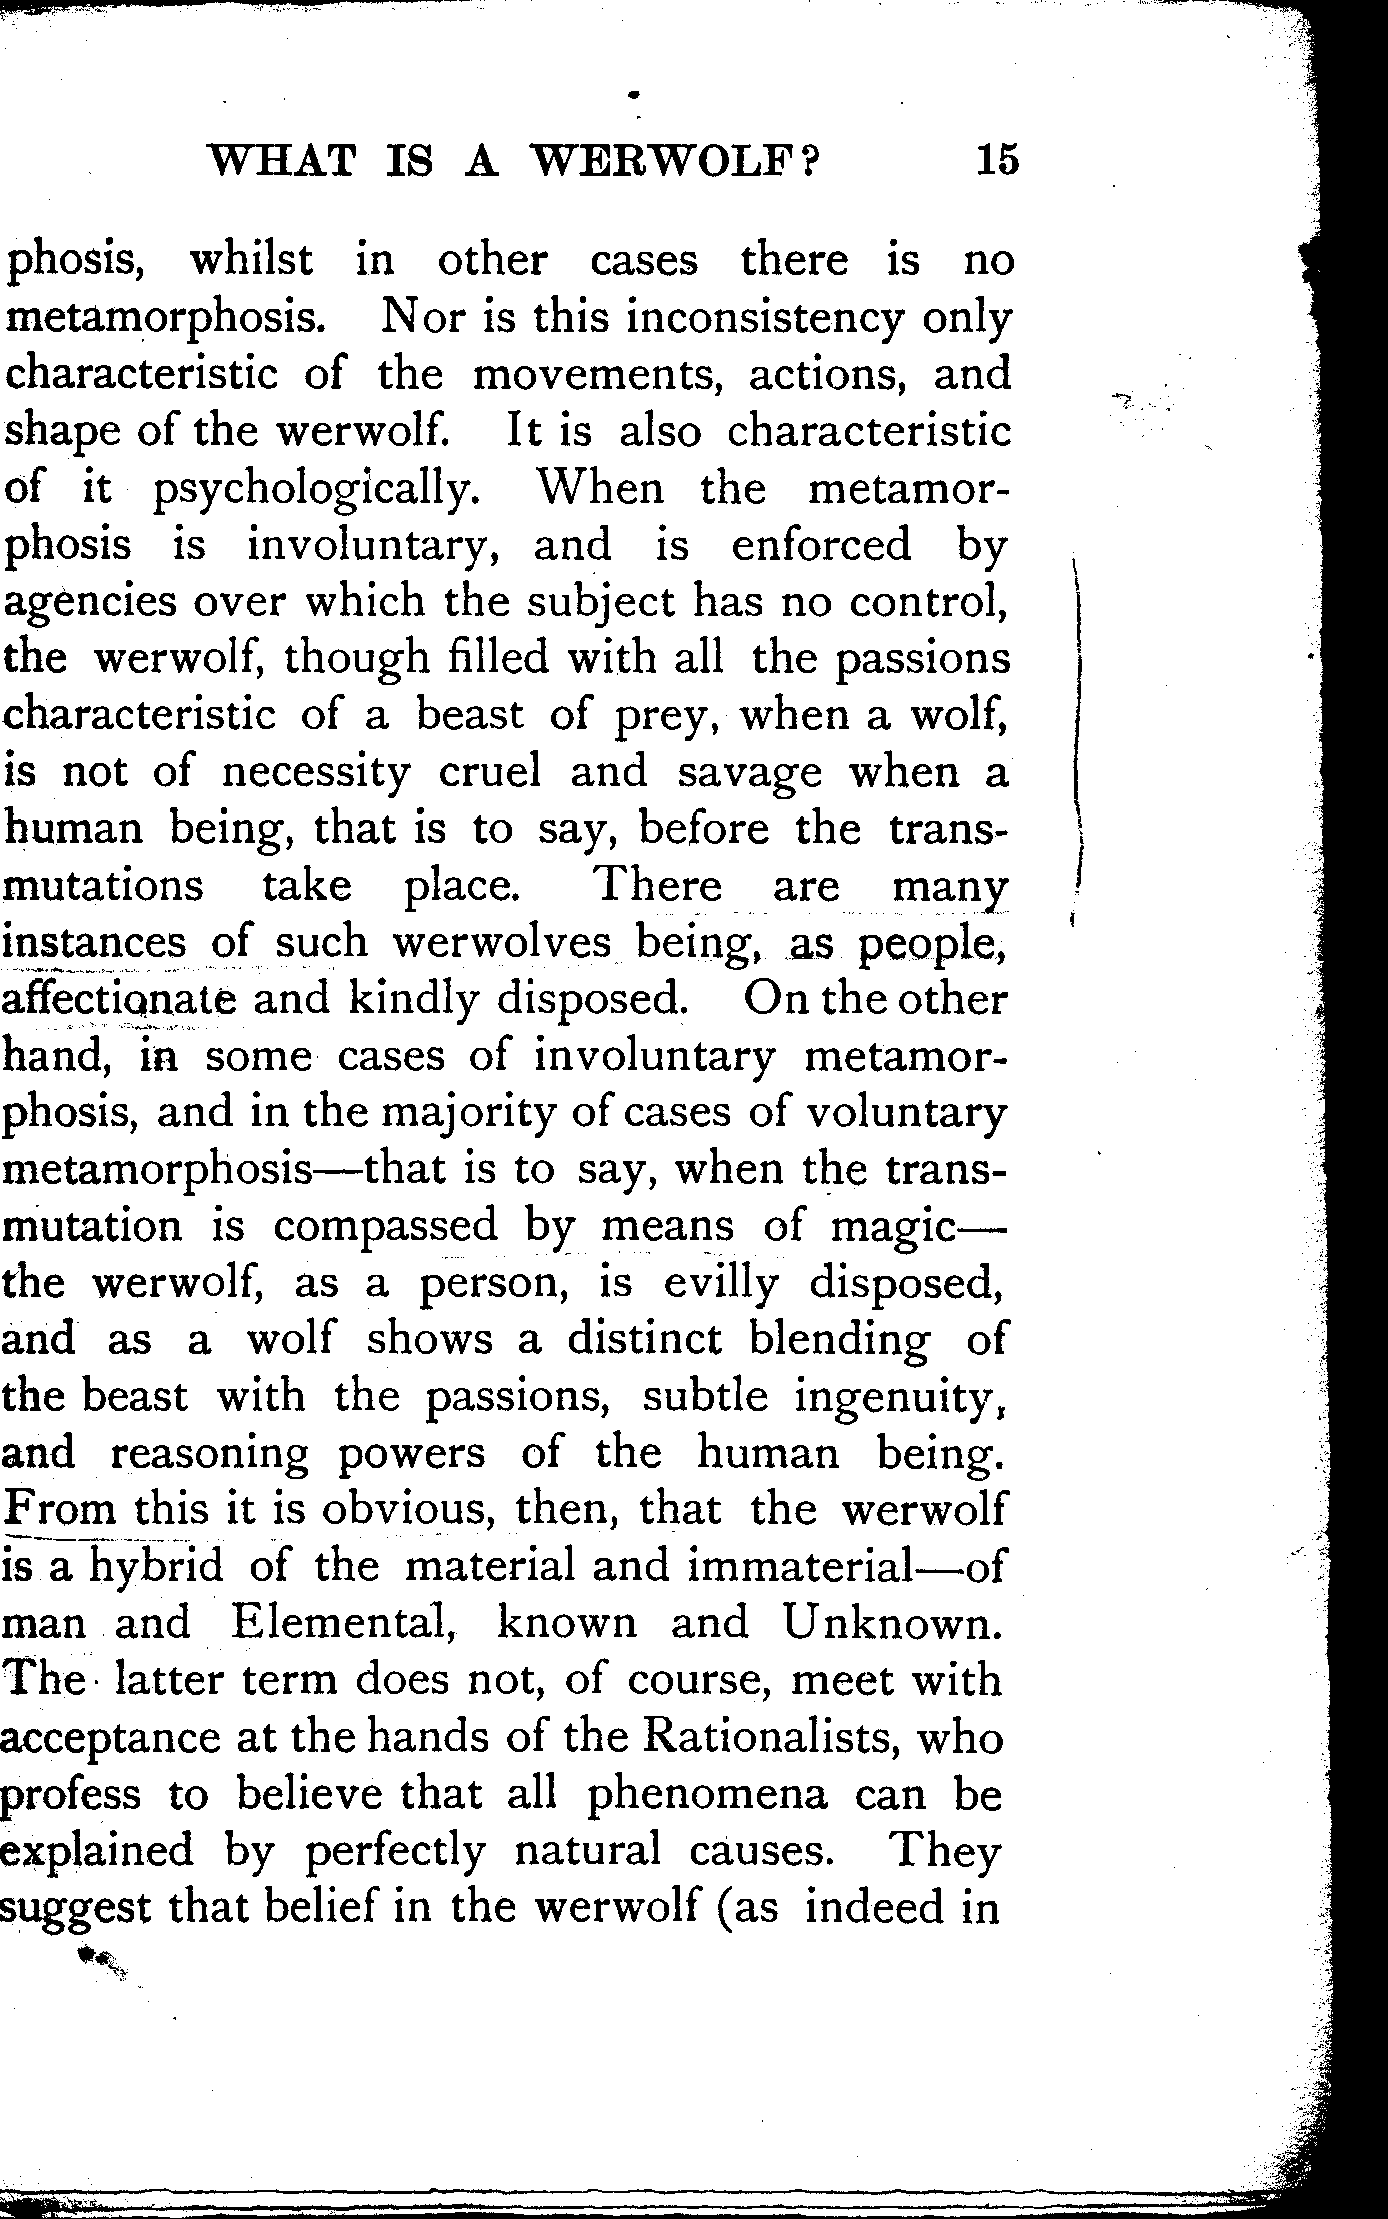 WHAT IS A WERWOLF? 15
phosis, whilst in other cases there is no
metamorphosis. Nor is this inconsistency only
characteristic of the movements, actions, and
shape of the werwolf. It is also characteristic
of it psychologically. When the metamor-
phosis is involuntary, and is enforced by
agencies over which the subject has no control,
the werwolf, though filled with all the passions
characteristic of a beast of prey, when a wolf,
is not of necessity cruel and savage when a
human being, that is to say, before the trans-
mutations take place. There are many
instances of such werwolves being, as people,
affectionate and kindly disposed. On the other
hand, in some cases of involuntary metamor-
phosis, and in the majority of cases of voluntary
metamorphosis—that is to say, when the trans-
mutation is compassed by means of magic—
the werwolf, as a person, is evilly disposed,
and as a wolf shows a distinct blending of
the beast with the passions, subtle ingenuity,
and reasoning powers of the human being.
From this it is obvious, then, that the werwolf
is a hybrid of the material and immaterial—of
man and Elemental, known and Unknown.
The latter term does not, of course, meet with
acceptance at the hands of the Rationalists, who
profess to believe that all phenomena can be
explained by perfectly natural causes. They
suggest that belief in the werwolf (as indeed in